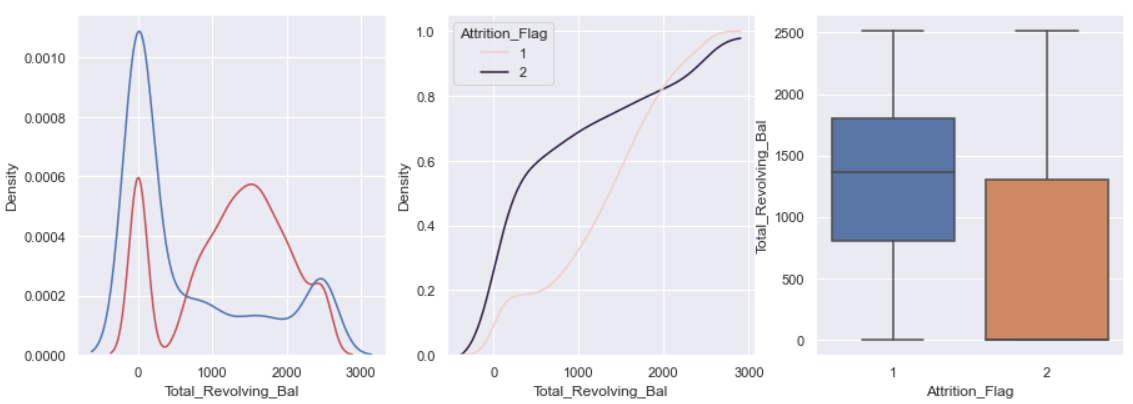 0.0010
0.0008
0.0006
0.0004
0.0002
0.0000
Density
0 1000 2000 3000
Total_Revolving_Bal
Attrition_Flag
1
2
1.0
0.8
0.6
0.4
0.2
0.0
Density
0 1000 2000 3000
Total_Revolving_Bal
2500
2000
1500
1000
500
0
Total_Revolving_Bal
1 2
Attrition_Flag